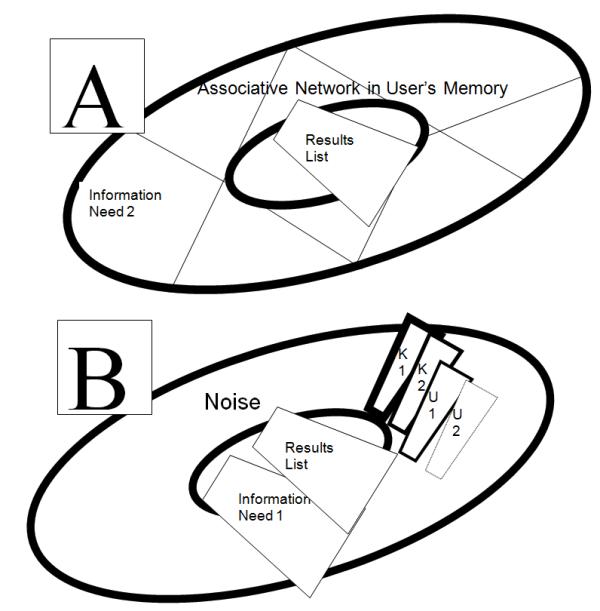 A
Associative Network in User's Memory
Results
List
Information
Need 2
B
Noise
K
1
K
2
U
1
U
2
Results
List
Information
Need 1